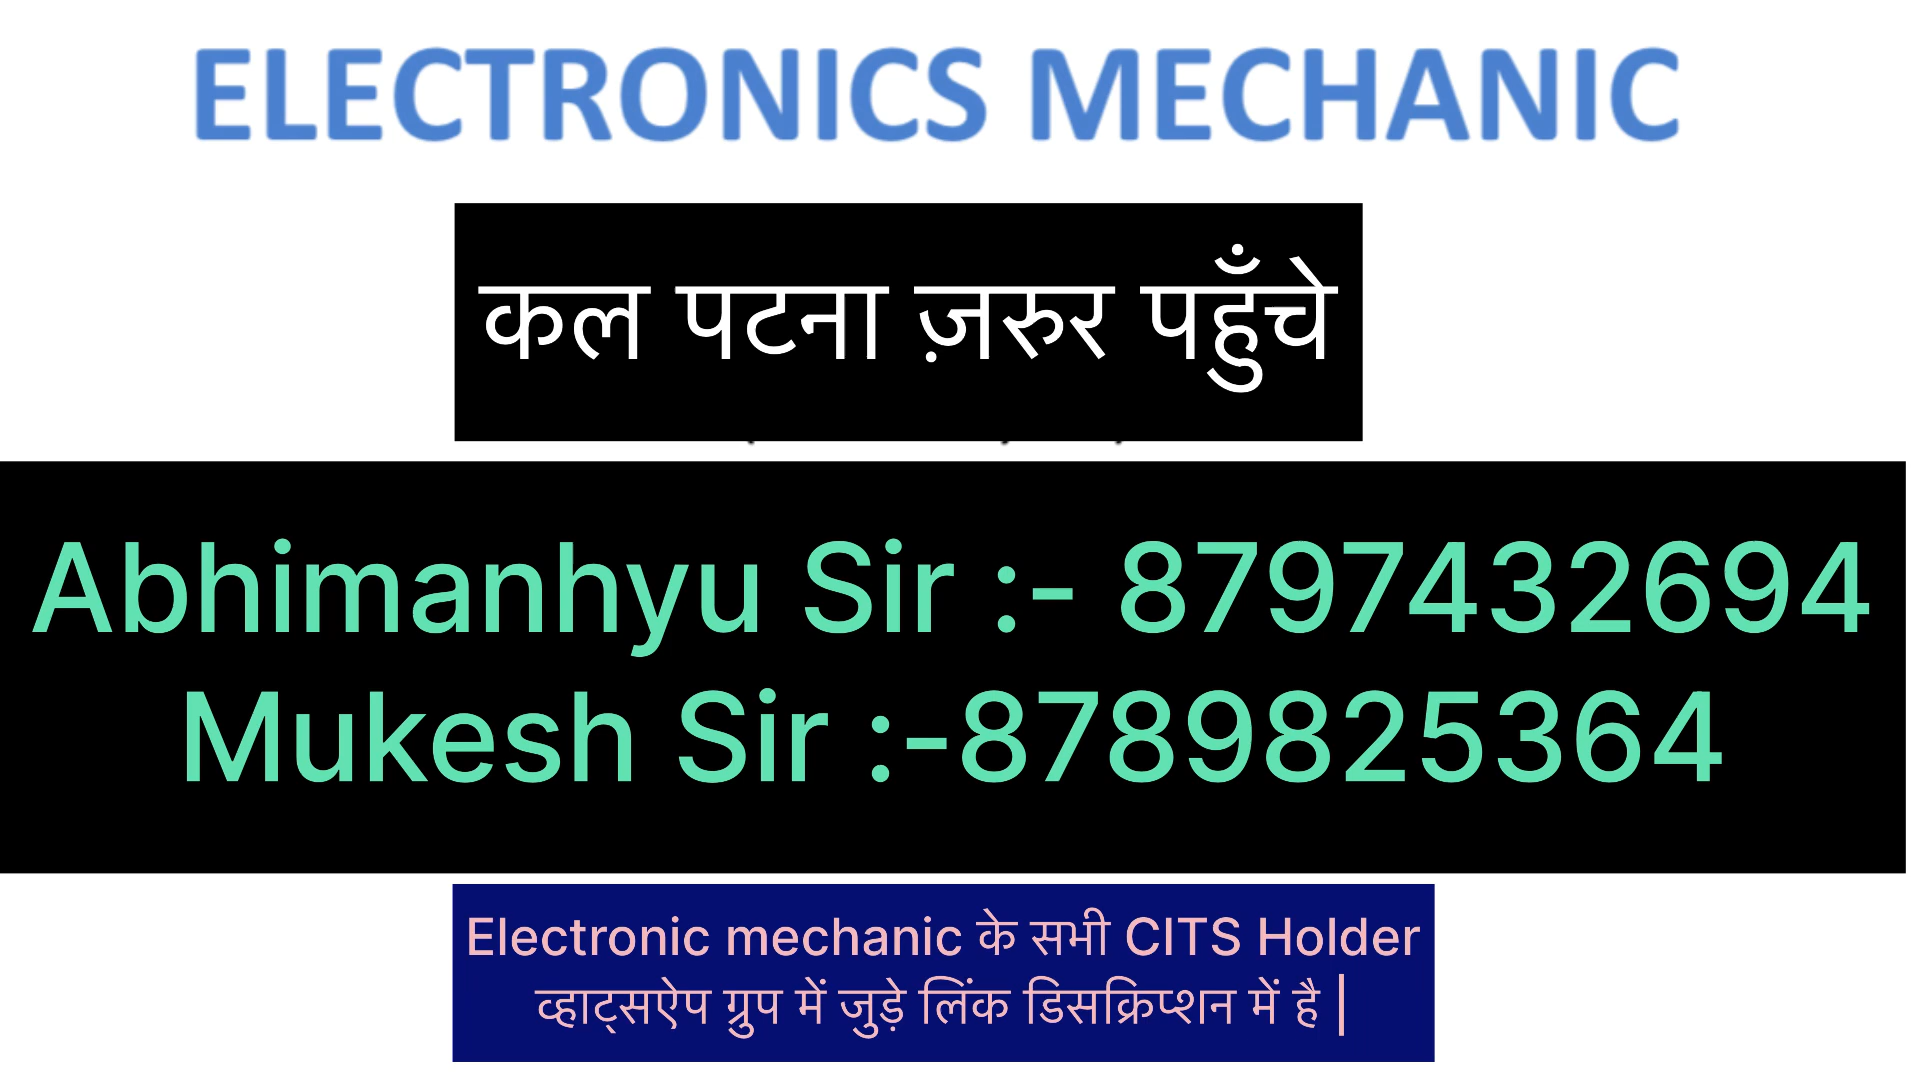 ELECTRONICS MECHANIC
कल पटना ज़रुर पहुँचे
Abhimanhyu Sir :- 8797432694
Mukesh Sir :-8789825364
Electronic mechanic के सभी CITS Holder
व्हाट्सऐप ग्रुप में जुड़े लिंक डिसक्रिप्शन में है |